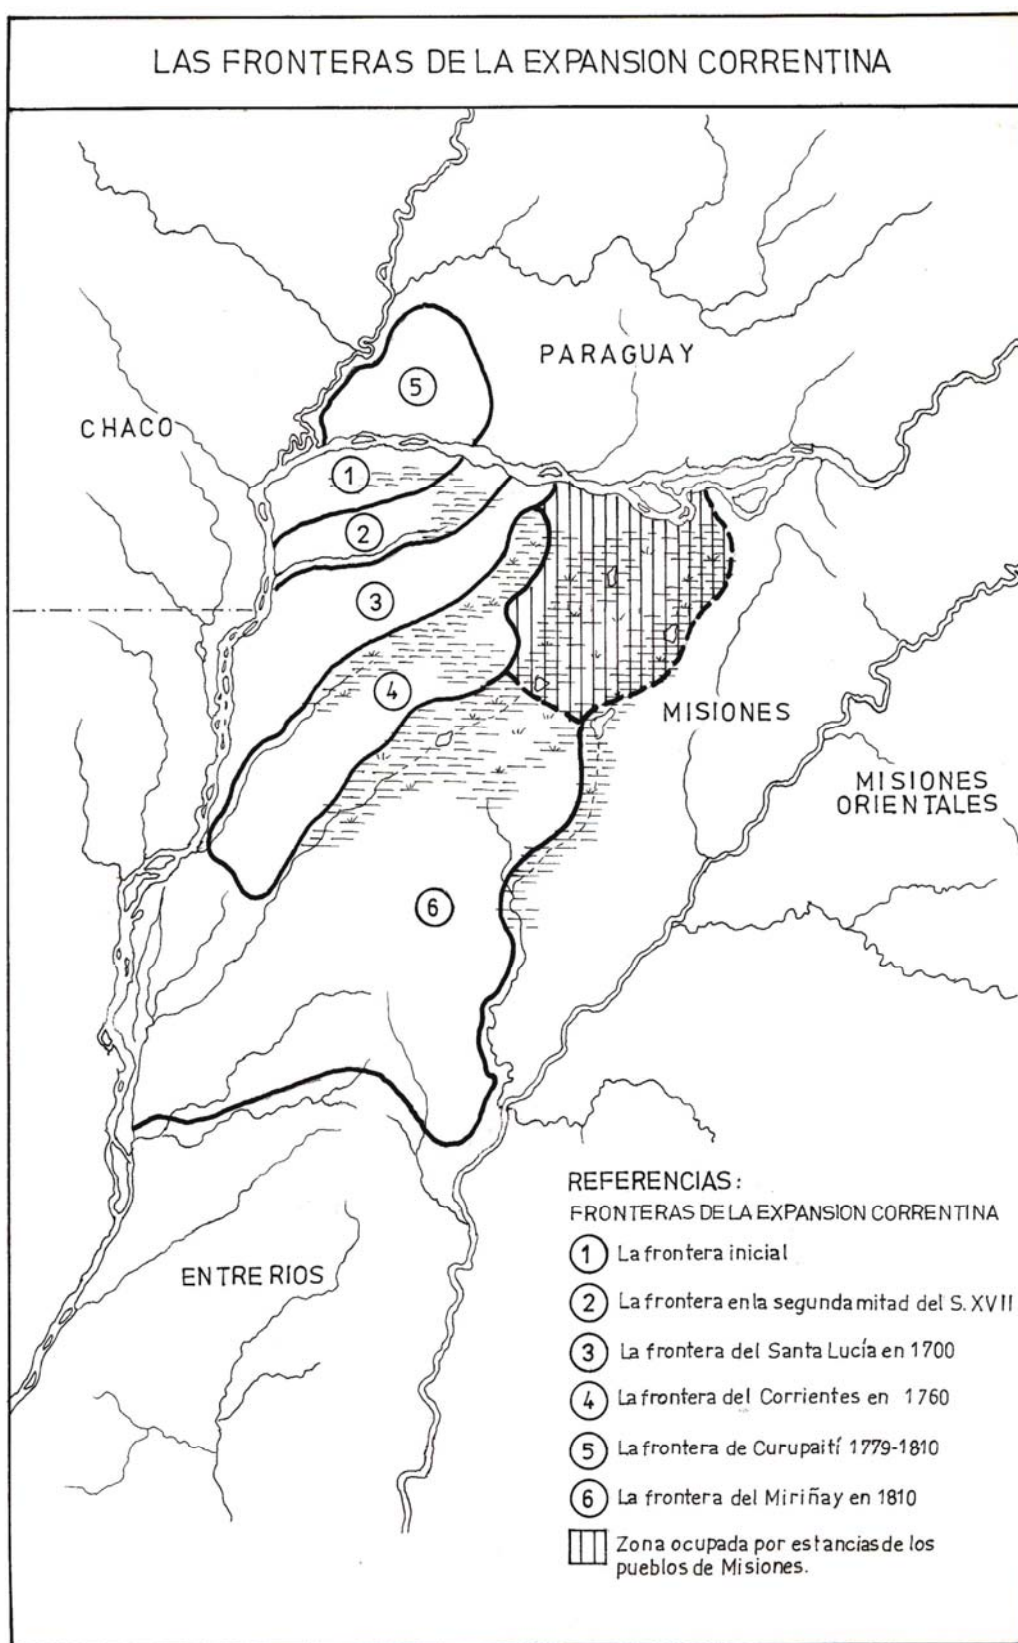 LAS FRONTERAS DE LA EXPANSION CORRENTINA
PARAGUAY
5
CHACO
1
2
3
4
MISIONES
MISIONES
ORIENTALES
6
ENTRE RIOS
REFERENCIAS:
FRONTERAS DE LA EXPANSION CORRENTINA
1 La frontera inicial
2 La frontera en la segunda mitad del S. XVII
3 La frontera del Santa Lucía en 1700
4 La frontera del Corrientes en 1760
5 La frontera de Curupaití 1779-1810
6 La frontera del Miriñay en 1810
Zona ocupada por estancias de los
pueblos de Misiones.